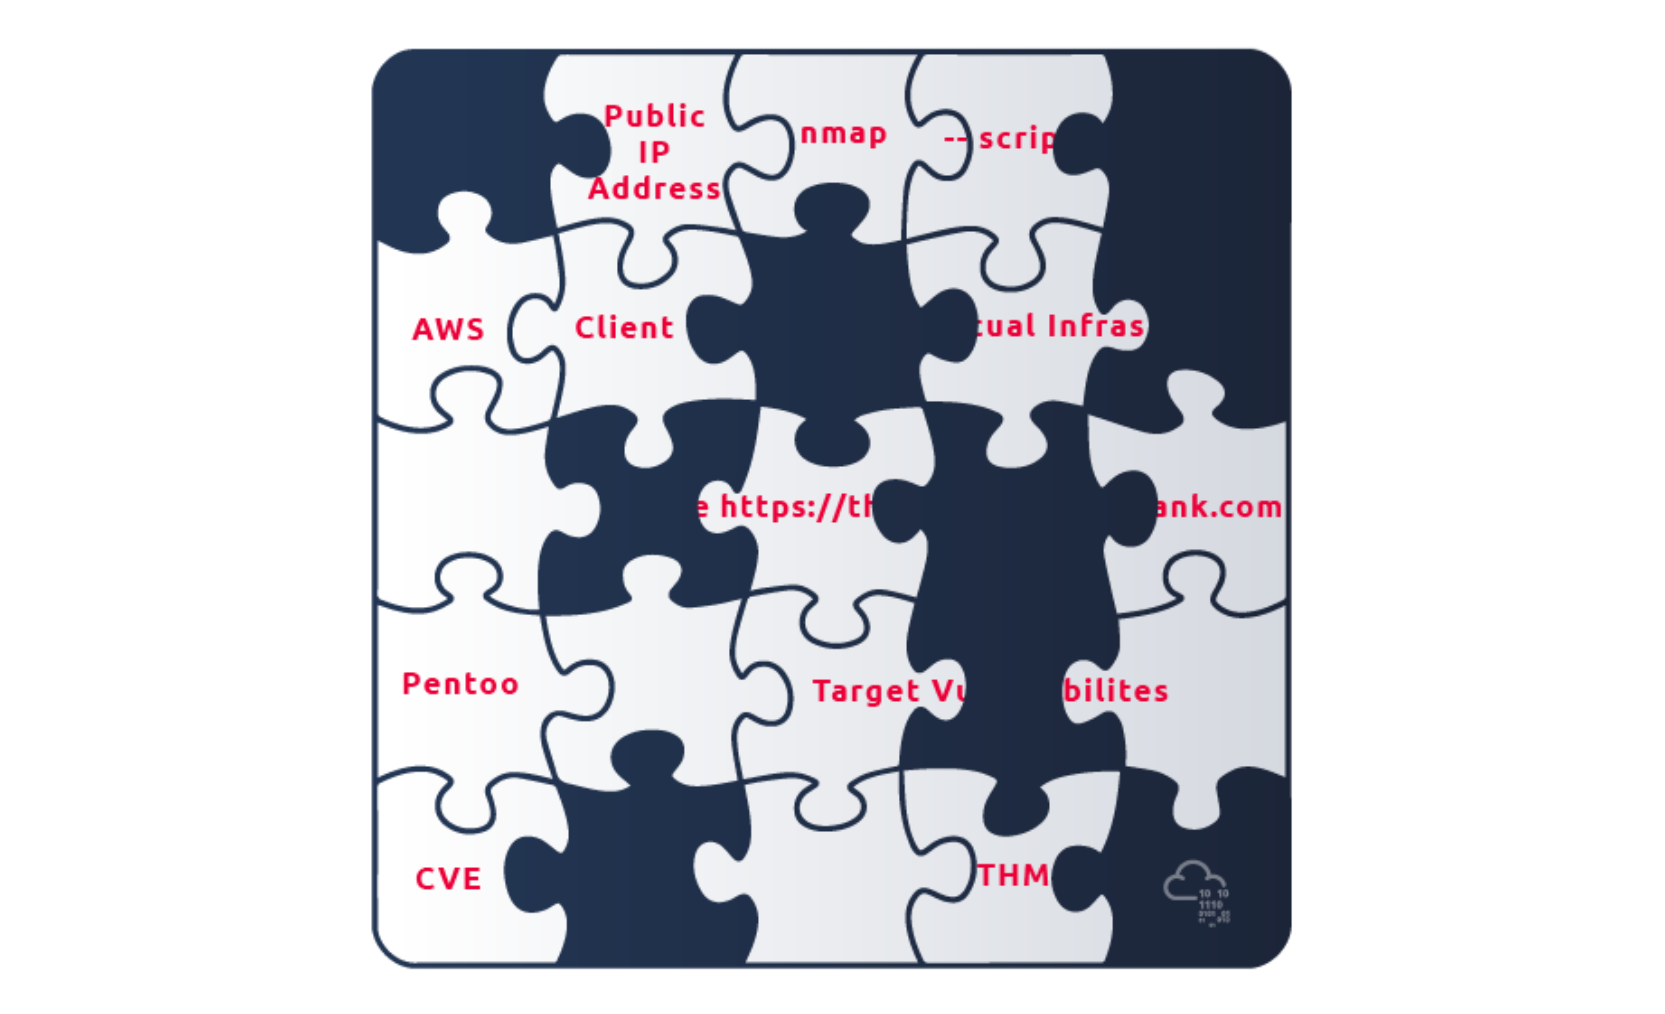 Public
IP
Address
nmap
-- scrip
AWS
Client
tual Infras
e https://th
ank.com
Pentoo
Target Vu
bilites
CVE
THM
10 10
1110